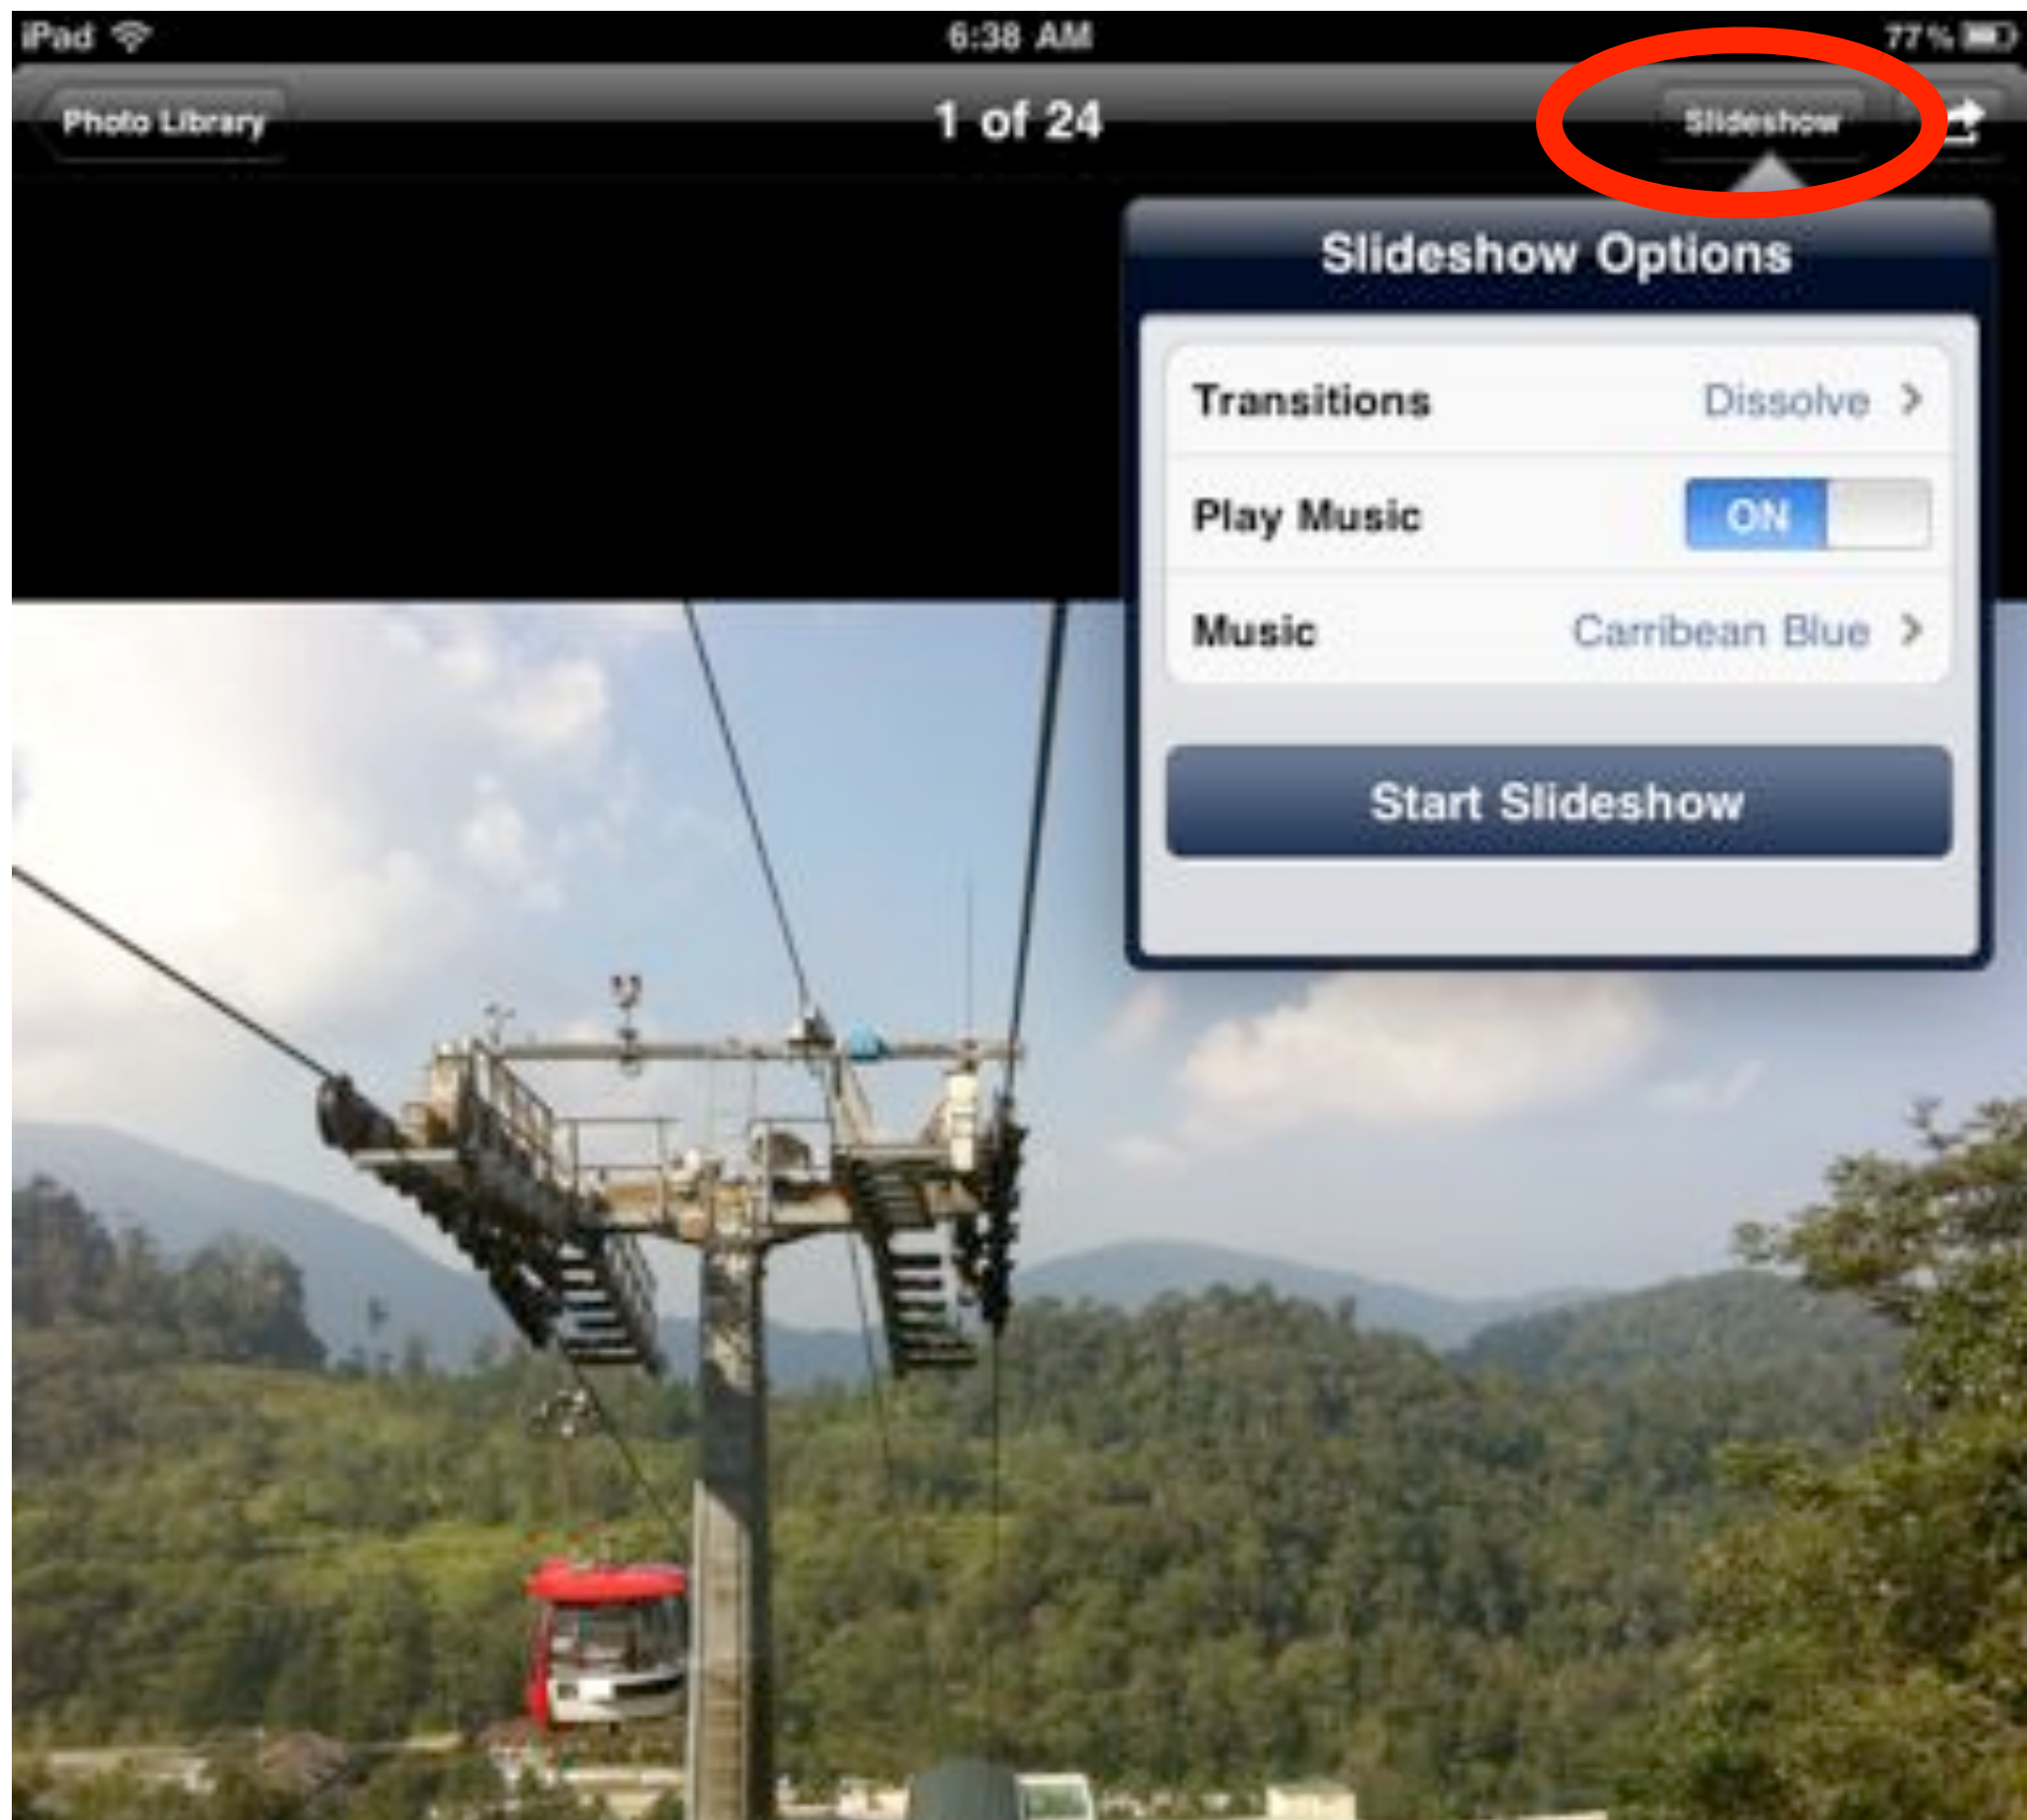 iPad
6:38 AM
77%
Photo Library
1 of 24
Slideshow
Slideshow Options
Transitions
Dissolve
Play Music
ON
Music
Carribean Blue
Start Slideshow